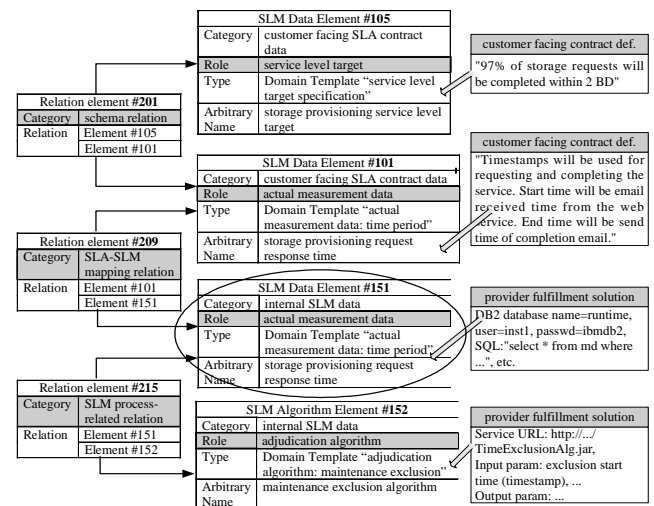 SLM Data Element #105
Category customer facing SLA contract
data
Role service level target
Type Domain Template “service level
target specification”
Arbitrary storage provisioning service level
Name target
customer facing contract def.
"97% of storage requests will
be completed within 2 BD"
Relation element #201
Category schema relation
Relation Element #105
Element #101
SLM Data Element #101
Category customer facing SLA contract data
Role actual measurement data
Type Domain Template “actual
measurement data: time period”
Arbitrary storage provisioning request
Name response time
customer facing contract def.
"Timestamps will be used for
requesting and completing the
service. Start time will be email
received time from the web
service. End time will be send
time of completion email."
Relation element #209
Category SLA-SLM
mapping relation
Relation Element #101
Element #151
SLM Data Element #151
Category internal SLM data
Role actual measurement data
Type Domain Template “actual
measurement data: time period”
Arbitrary storage provisioning request
Name response time
provider fulfillment solution
DB2 database name=runtime,
user=inst1, passwd=ibmdb2,
SQL:"select * from md where
...", etc.
Relation element #215
Category SLM process-
related relation
Relation Element #151
Element #152
SLM Algorithm Element #152
Category internal SLM data
Role adjudication algorithm
Type Domain Template “adjudication
algorithm: maintenance exclusion”
Arbitrary maintenance exclusion algorithm
Name
provider fulfillment solution
Service URL: http://.../
TimeExclusionAlg.jar,
Input param: exclusion start
time (timestamp), ...
Output param: ...